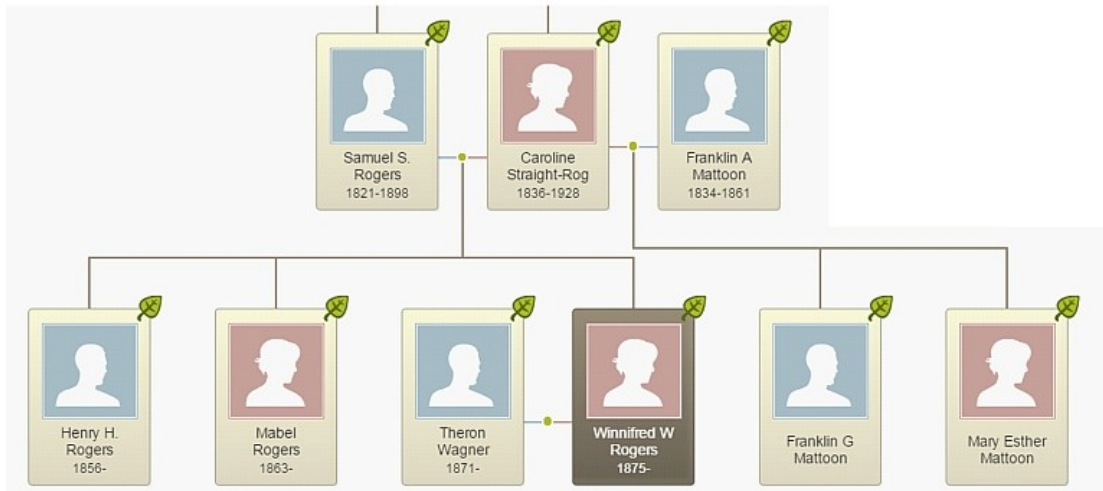 Samuel S.
Rogers
1821-1898
Caroline
Straight-Rog
1836-1928
Franklin A
Mattoon
1834-1861
Henry H.
Rogers
1856-
Mabel
Rogers
1863-
Theron
Wagner
1871-
Winnifred W
Rogers
1875-
Franklin G
Mattoon
Mary Esther
Mattoon